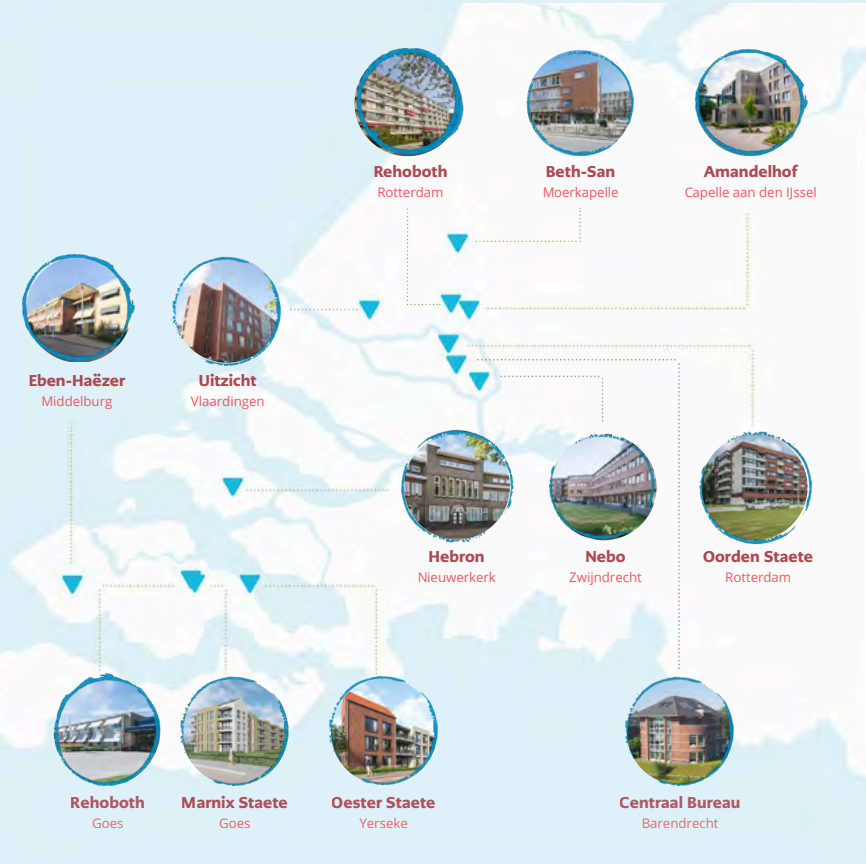 Rehoboth
Rotterdam
Beth-San
Moerkapelle
Amandelhof
Capelle aan den IJssel
Eben-Haëzer
Middelburg
Uitzicht
Vlaardingen
Hebron
Nieuwerkerk
Nebo
Zwijndrecht
Oorden Staete
Rotterdam
Rehoboth
Goes
Marnix Staete
Goes
Oester Staete
Yerseke
Centraal Bureau
Barendrecht